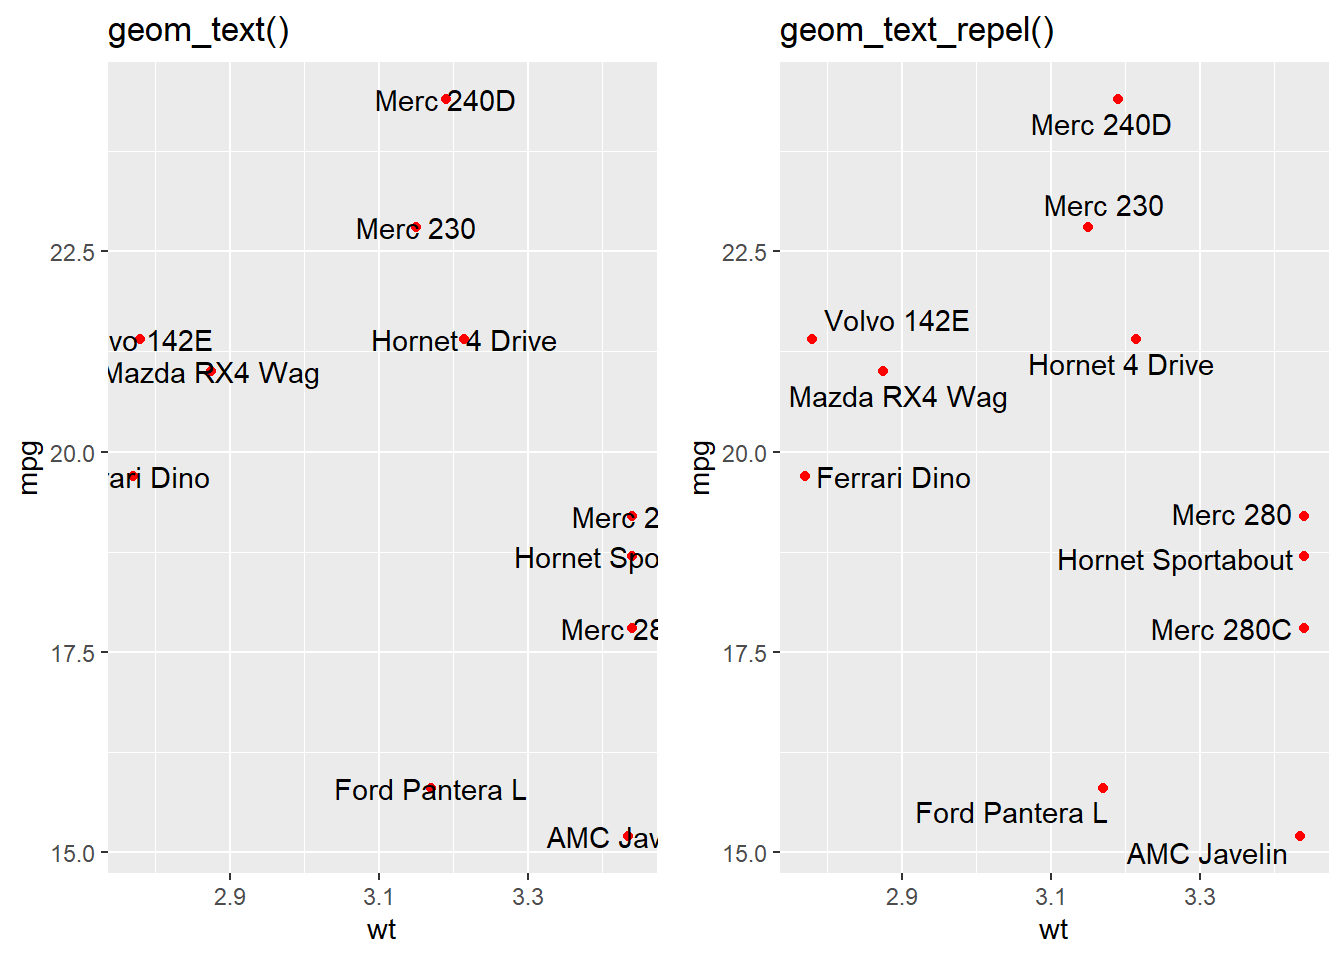 geom_text()
Merc 240D
Merc 230
22.5
vo 142E
Hornet 4 Drive
Mazda RX4 Wag
20.0
mpg
rari Dino
Merc 2
Hornet Spo
Merc 28
17.5
Ford Pantera L
AMC Jav
15.0
2.9 3.1 3.3
wt
geom_text_repel()
Merc 240D
Merc 230
22.5
Volvo 142E
Hornet 4 Drive
Mazda RX4 Wag
20.0
mpg
Ferrari Dino
Merc 280
Hornet Sportabout
Merc 280C
17.5
Ford Pantera L
AMC Javelin
15.0
2.9 3.1 3.3
wt